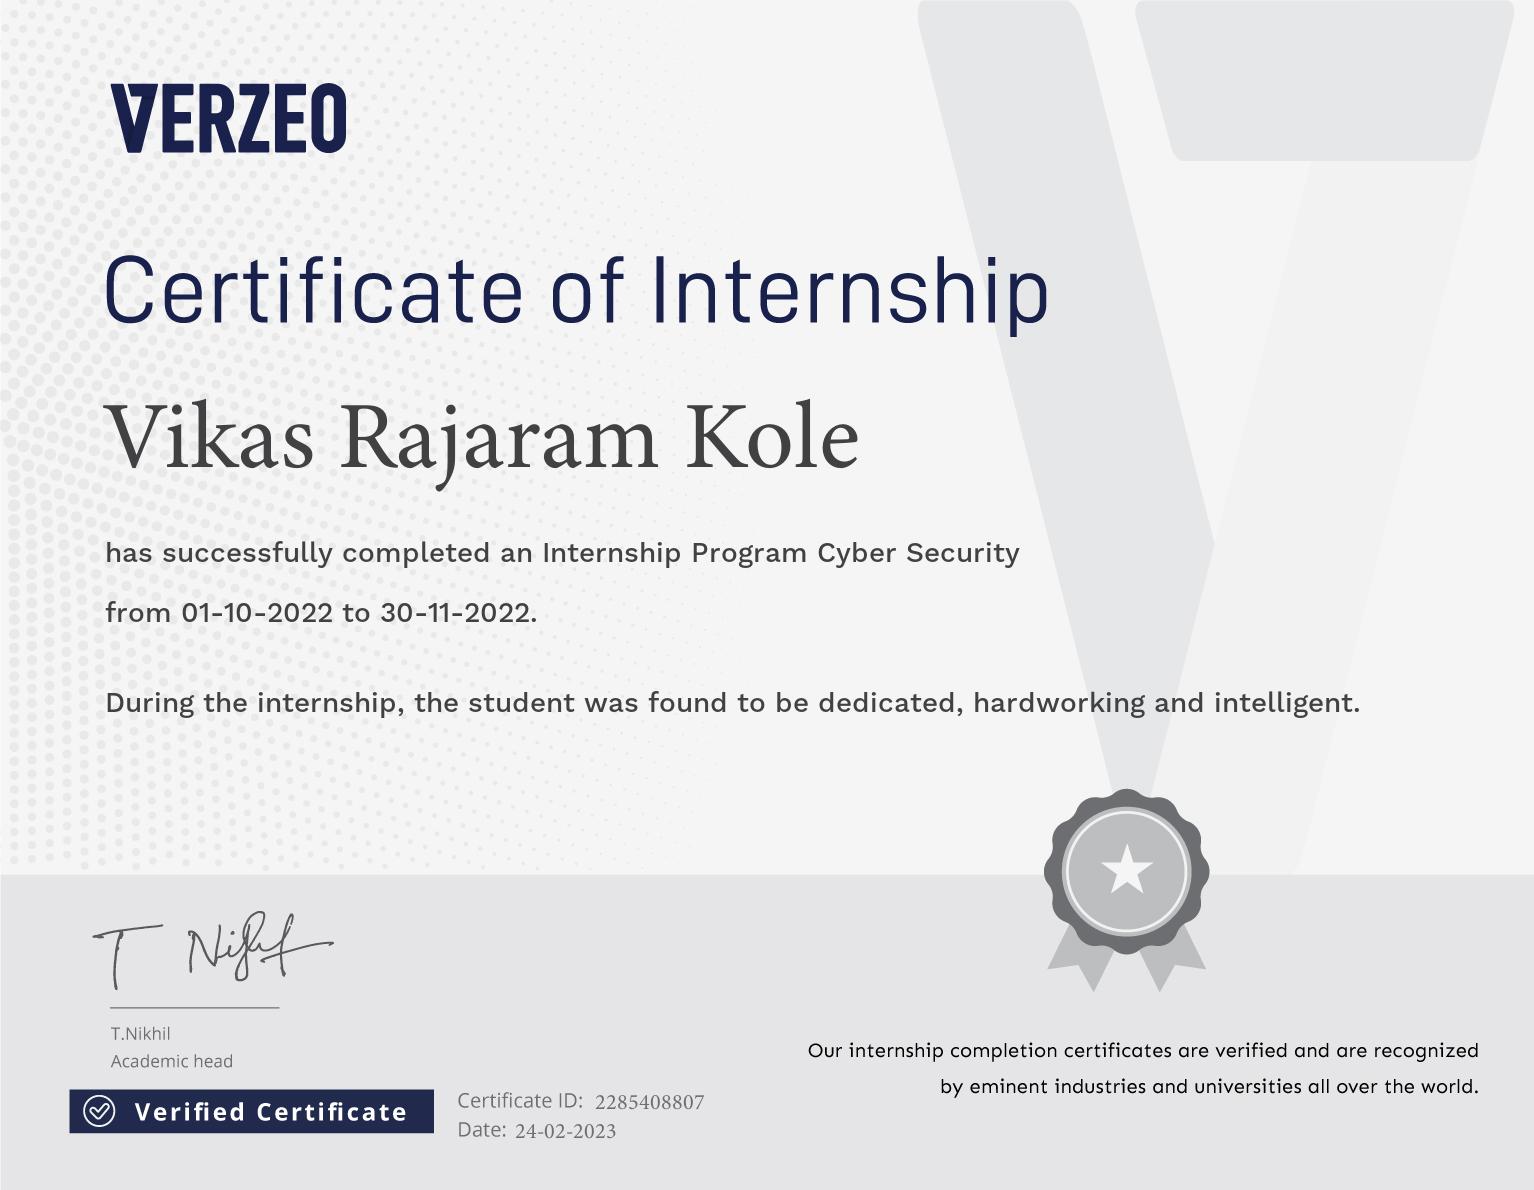 VERZEO
Certificate of Internship
Vikas Rajaram Kole
has successfully completed an Internship Program Cyber Security
from 01-10-2022 to 30-11-2022.
During the internship, the student was found to be dedicated, hardworking and intelligent.
T Nikhil
T.Nikhil
Academic head
Verified Certificate
Certificate ID: 2285408807
Date: 24-02-2023
Our internship completion certificates are verified and are recognized
by eminent industries and universities all over the world.